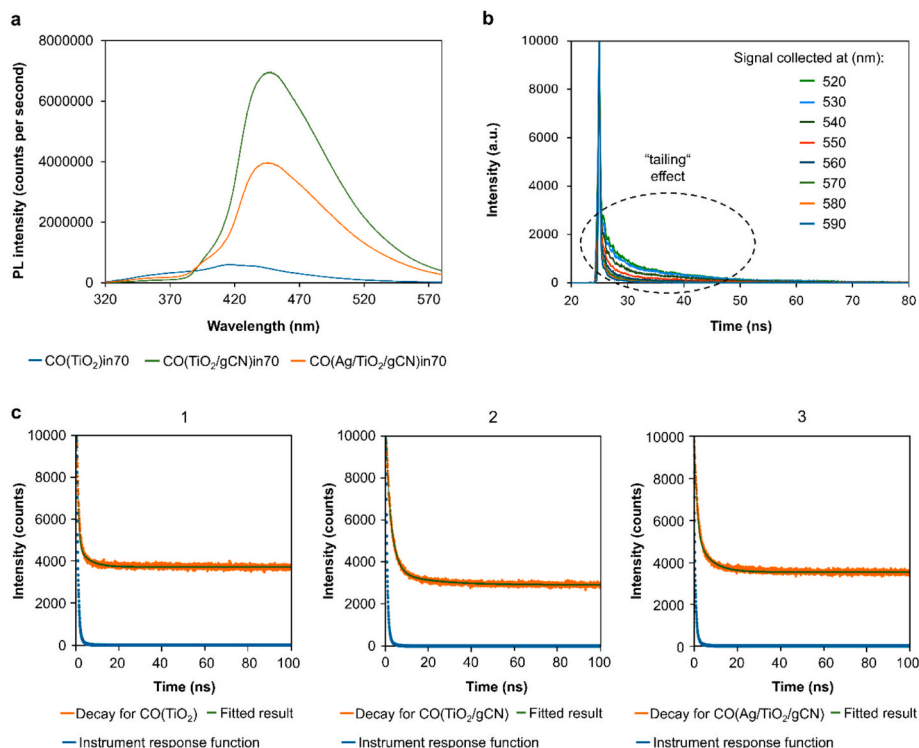 a
8000000
6000000
4000000
2000000
0
320 370 420 470 520 570
PL intensity (counts per second)
Wavelength (nm)
CO(TiO₂)in70 CO(TiO₂/gCN)in70 CO(Ag/TiO₂/gCN)in70
b
10000
8000
6000
4000
2000
0
20 30 40 50 60 70 80
Intensity (a.u.)
Time (ns)
Signal collected at (nm):
520
530
540
550
560
570
580
590
"tailing"
effect
c
1
10000
8000
6000
4000
2000
0
0 20 40 60 80 100
Intensity (counts)
Time (ns)
Decay for CO(TiO₂) Fitted result
Instrument response function
2
10000
8000
6000
4000
2000
0
0 20 40 60 80 100
Intensity (counts)
Time (ns)
Decay for CO(TiO₂/gCN) Fitted result
Instrument response function
3
10000
8000
6000
4000
2000
0
0 20 40 60 80 100
Intensity (counts)
Time (ns)
Decay for CO(Ag/TiO₂/gCN) Fitted result
Instrument response function